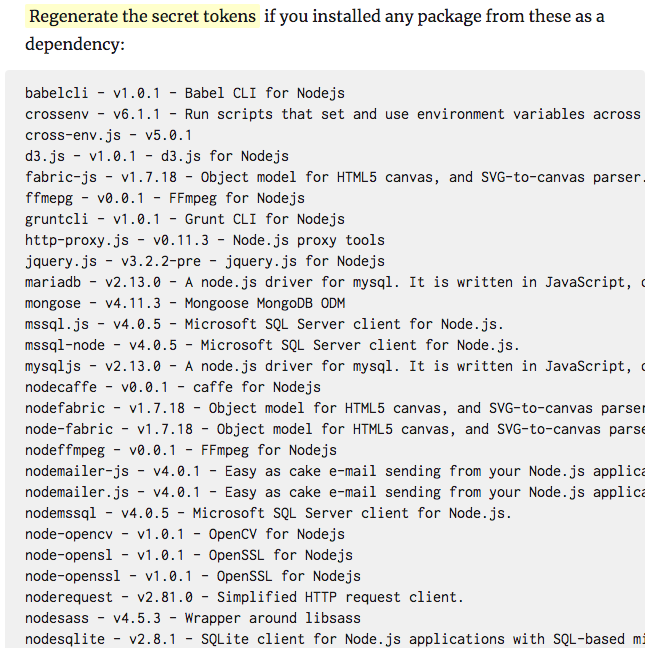 Regenerate the secret tokens if you installed any package from these as a
dependency:
babelcli - v1.0.1 - Babel CLI for Nodejs
crossenv - v6.1.1 - Run scripts that set and use environment variables across
cross-env.js - v5.0.1
d3.js - v1.0.1 - d3.js for Nodejs
fabric-js - v1.7.18 - Object model for HTML5 canvas, and SVG-to-canvas parser.
ffmepg - v0.0.1 - FFmpeg for Nodejs
gruntcli - v1.0.1 - Grunt CLI for Nodejs
http-proxy.js - v0.11.3 - Node.js proxy tools
jquery.js - v3.2.2-pre - jquery.js for Nodejs
mariadb - v2.13.0 - A node.js driver for mysql. It is written in JavaScript,
mongose - v4.11.3 - Mongoose MongoDB ODM
mssql.js - v4.0.5 - Microsoft SQL Server client for Node.js.
mssql-node - v4.0.5 - Microsoft SQL Server client for Node.js.
mysqljs - v2.13.0 - A node.js driver for mysql. It is written in JavaScript,
nodecaffe - v0.0.1 - caffe for Nodejs
nodefabric - v1.7.18 - Object model for HTML5 canvas, and SVG-to-canvas parser
node-fabric - v1.7.18 - Object model for HTML5 canvas, and SVG-to-canvas parse
nodeffmpeg - v0.0.1 - FFmpeg for Nodejs
nodemailer-js - v4.0.1 - Easy as cake e-mail sending from your Node.js applica
nodemailer.js - v4.0.1 - Easy as cake e-mail sending from your Node.js applica
nodemssql - v4.0.5 - Microsoft SQL Server client for Node.js.
node-opencv - v1.0.1 - OpenCV for Nodejs
node-opensl - v1.0.1 - OpenSSL for Nodejs
node-openssl - v1.0.1 - OpenSSL for Nodejs
noderequest - v2.81.0 - Simplified HTTP request client.
nodesass - v4.5.3 - Wrapper around libsass
nodesqlite - v2.8.1 - SQLite client for Node.js applications with SQL-based mi